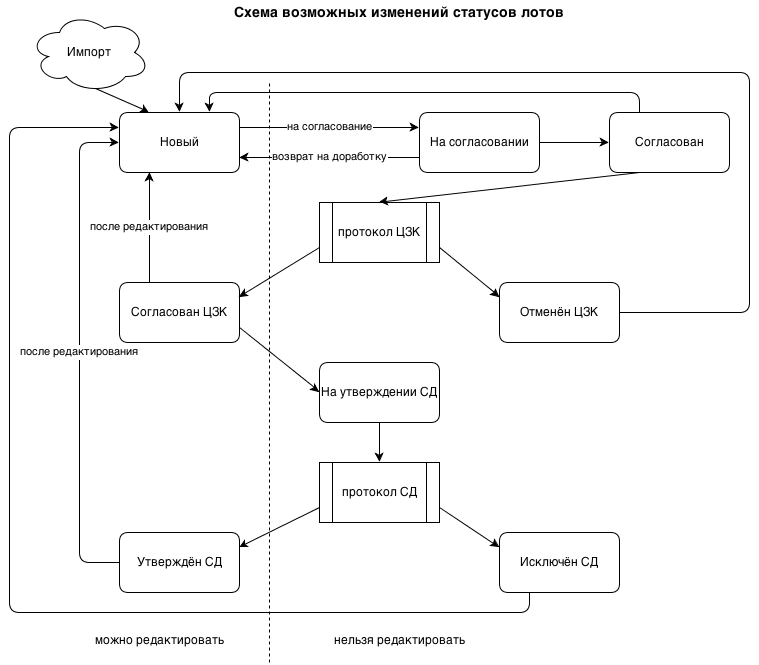 Схема возможных изменений статусов лотов
Импорт
Новый
на согласование
возврат на доработку
На согласовании
Согласован
протокол ЦЗК
после редактирования
Согласован ЦЗК
Отменён ЦЗК
после редактирования
На утверждении СД
протокол СД
Утверждён СД
Исключён СД
можно редактировать
нельзя редактировать